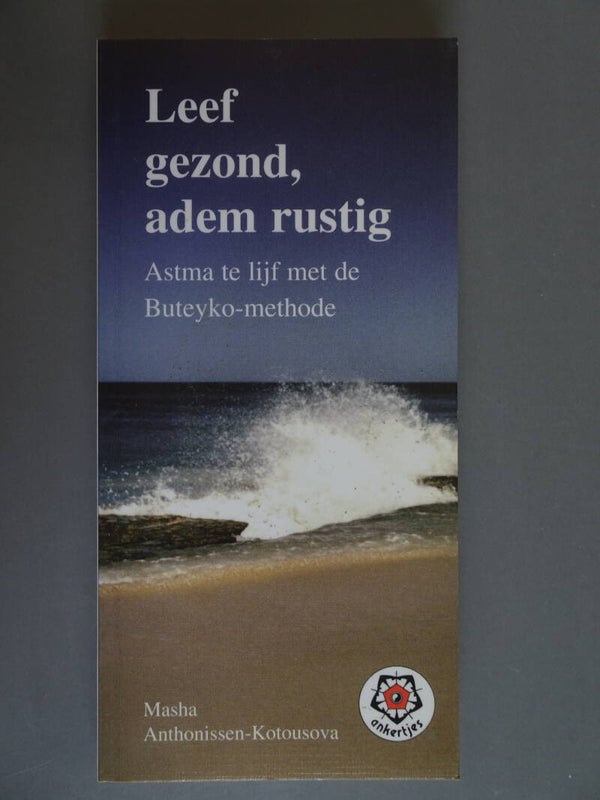 Leef
gezond,
adem rustig
Astma te lijf met de
Buteyko-methode
Masha
Anthonissen-Kotousova
ankertjes